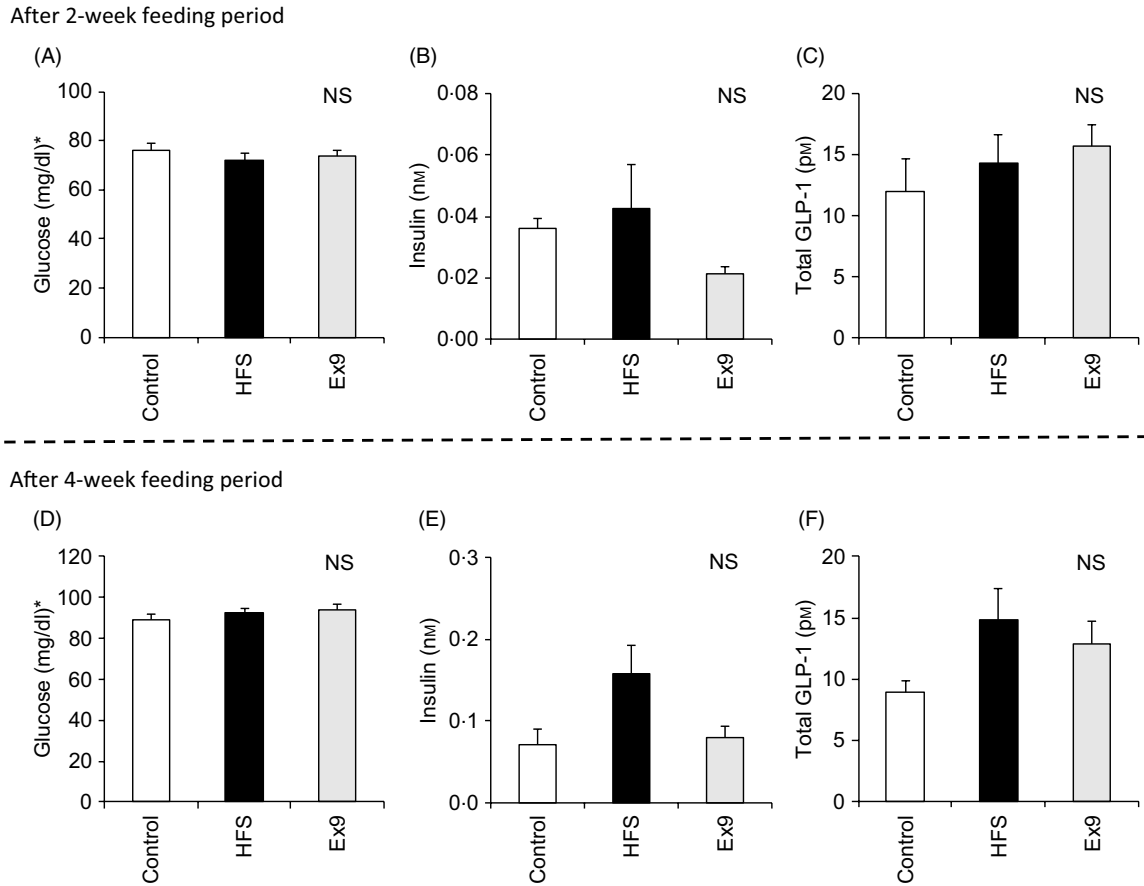 After 2-week feeding period
(A)
Glucose (mg/dl)*
100
80
60
40
20
0
NS
Control
HFS
Ex9
(B)
Insulin (nM)
0·08
0·06
0·04
0·02
0·00
NS
Control
HFS
Ex9
(C)
Total GLP-1 (pM)
20
15
10
5
0
NS
Control
HFS
Ex9
After 4-week feeding period
(D)
Glucose (mg/dl)*
120
100
80
60
40
20
0
NS
Control
HFS
Ex9
(E)
Insulin (nM)
0·3
0·2
0·1
0·0
NS
Control
HFS
Ex9
(F)
Total GLP-1 (pM)
20
15
10
5
0
NS
Control
HFS
Ex9